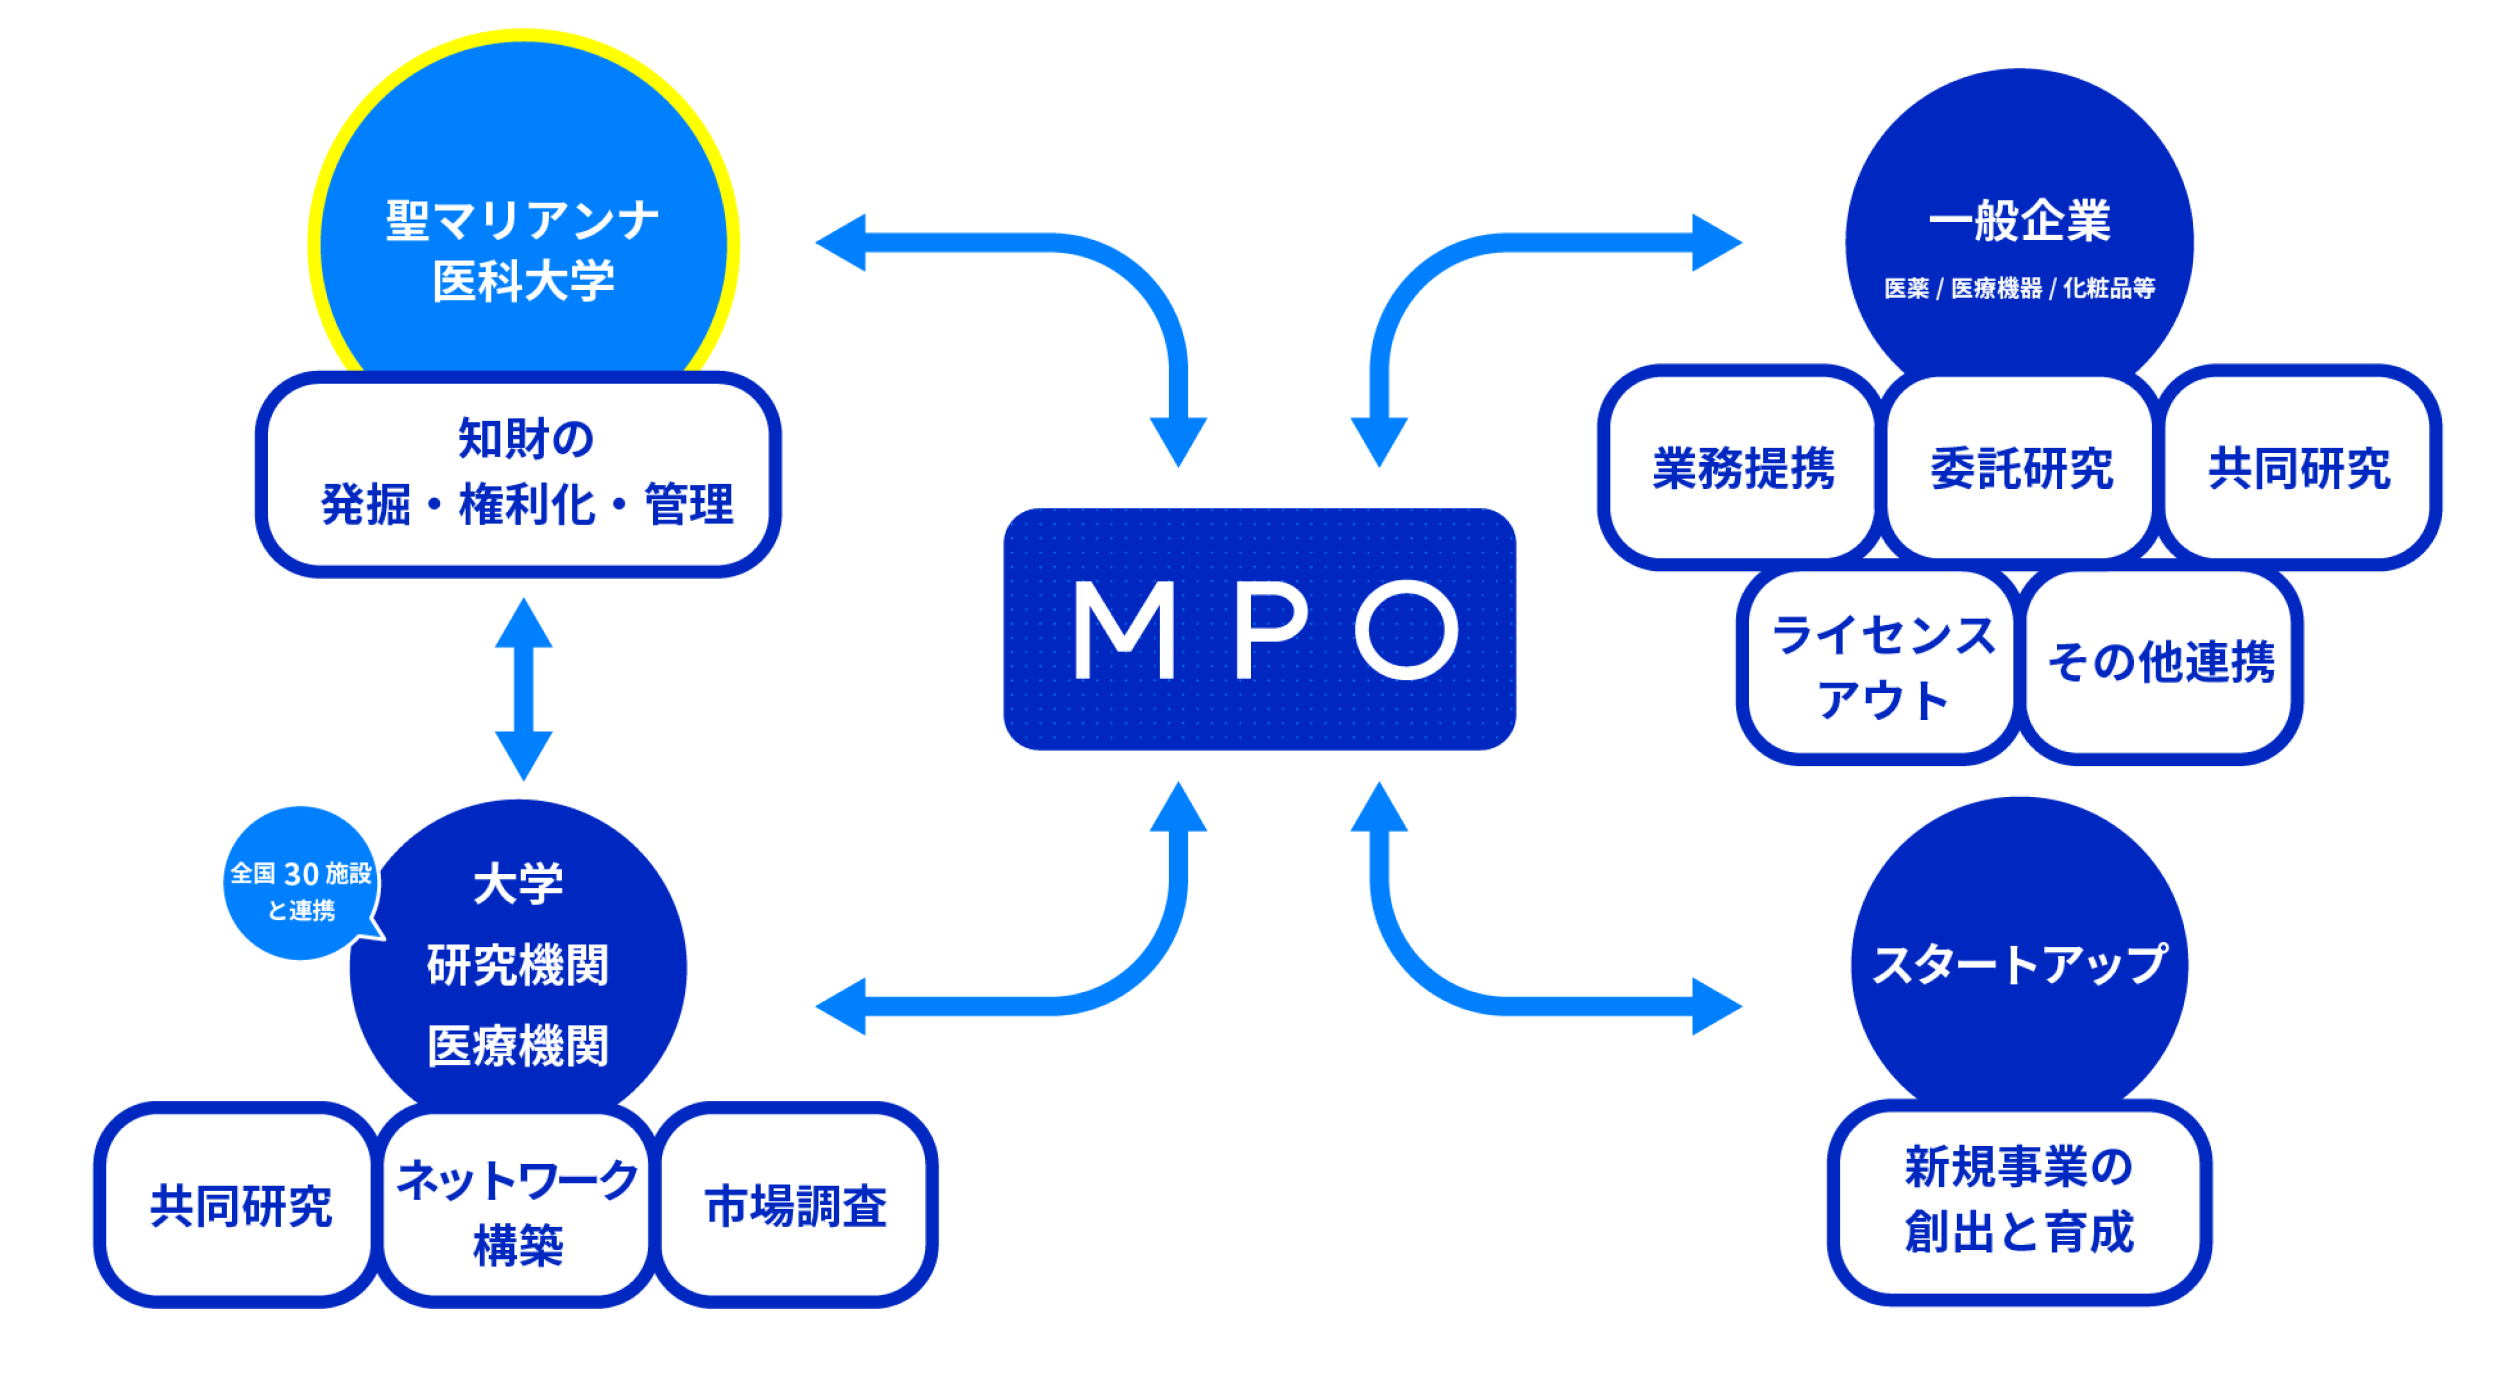 聖マリアンナ
医科大学
知財の
発掘・権利化・管理
一般企業
医薬 / 医療機器 / 化粧品等
業務提携
委託研究
共同研究
ライセンス
アウト
その他連携
MPO
全国 30 施設
と連携
大学
研究機関
医療機関
共同研究
ネットワーク
構築
市場調査
スタートアップ
新規事業の
創出と育成